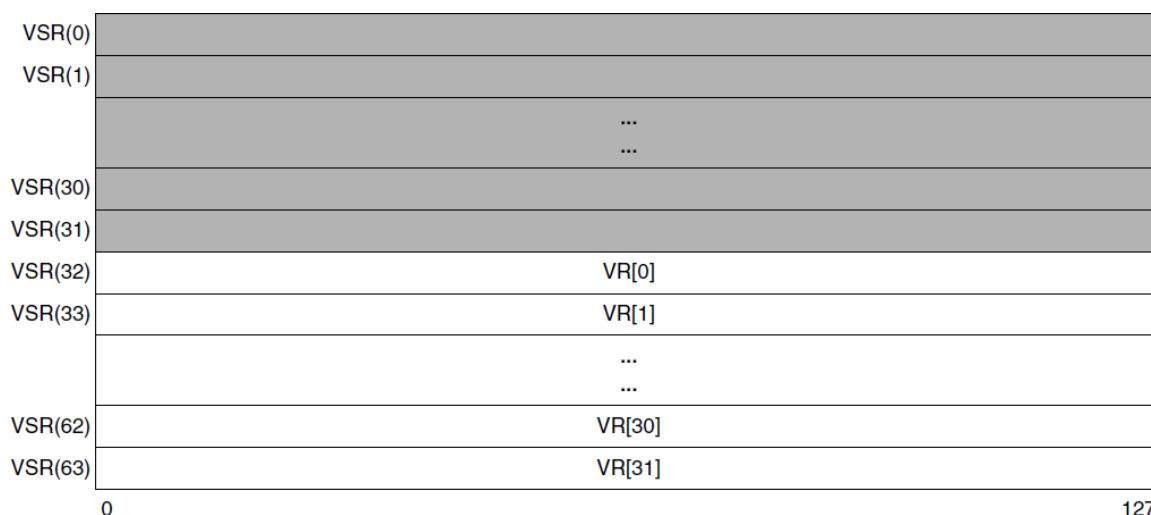 VSR(0)
VSR(1)
...
...
VSR(30)
VSR(31)
VSR(32) VR[0]
VSR(33) VR[1]
...
...
VSR(62) VR[30]
VSR(63) VR[31]
0 127